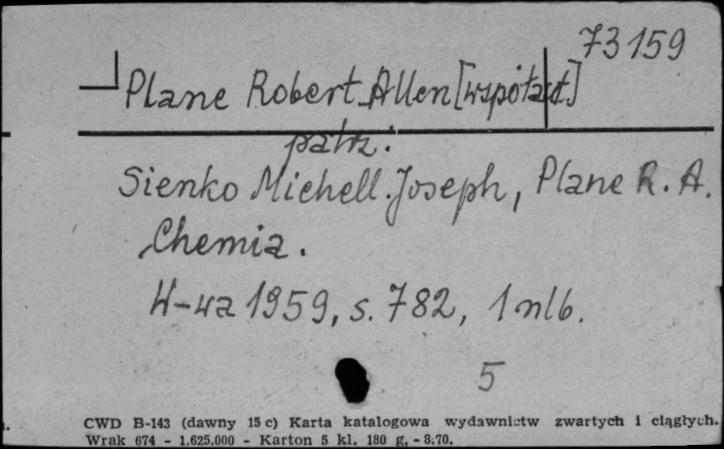 73159
Plane Robert Allen [współaut.]
patrz:
Sienko Michell Joseph, Plane R. A.
Chemia.
W-wa 1959, s. 782, 1 nlb.
5
CWD B-143 (dawny 15 c) Karta katalogowa wydawnictw zwartych i ciągłych.
Wrak 674 - 1.625.000 - Karton 5 kl. 180 g. - 8.70.